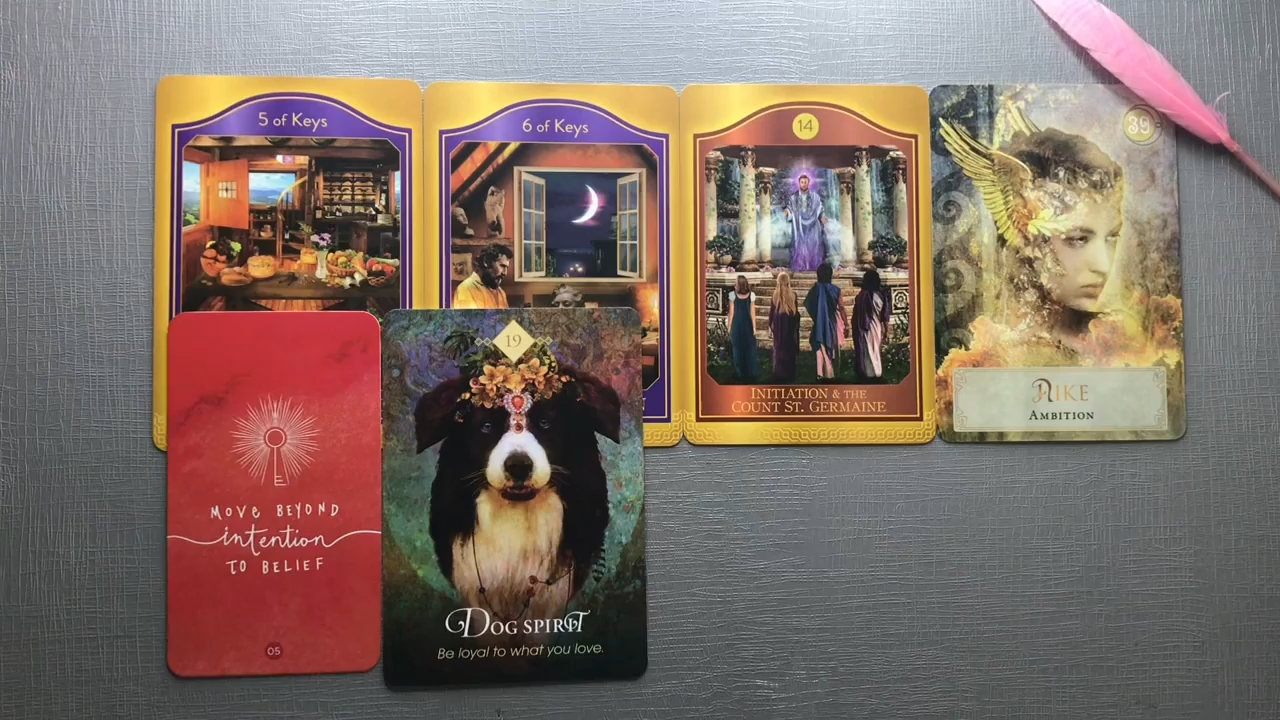 5 of Keys
6 of Keys
14
INITIATION & THE
COUNT ST. GERMAINE
39
NIKE
AMBITION
MOVE BEYOND
intention
TO BELIEF
05
19
DOG SPIRIT
Be loyal to what you love.